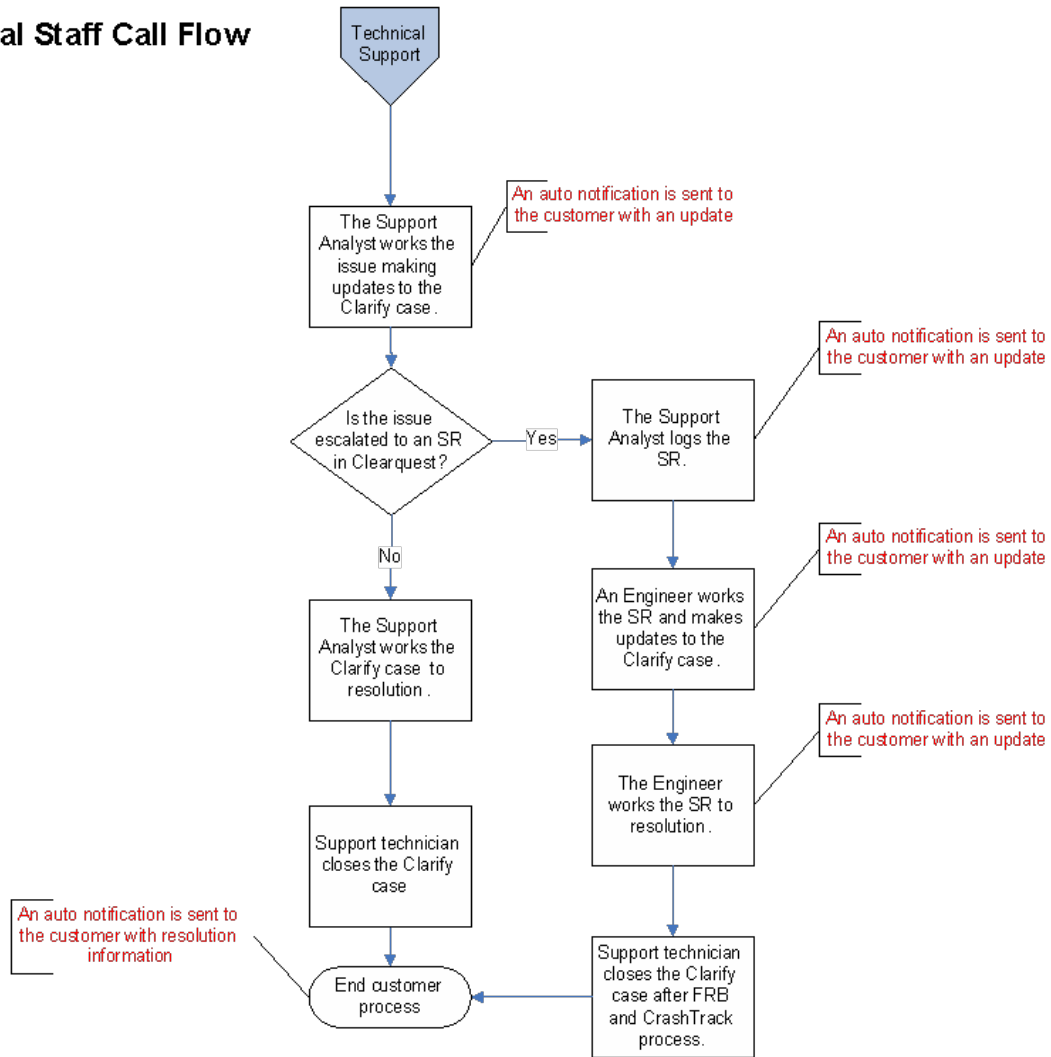 al Staff Call Flow
Technical
Support
An auto notification is sent to
the customer with an update
The Support
Analyst works the
issue making
updates to the
Clarify case.
An auto notification is sent to
the customer with an update
Is the issue
escalated to an SR
in Clearquest?
Yes
The Support
Analyst logs the
SR.
No
An auto notification is sent to
the customer with an update
An Engineer works
the SR and makes
updates to the
Clarify case.
The Support
Analyst works the
Clarify case to
resolution.
An auto notification is sent to
the customer with an update
The Engineer
works the SR to
resolution.
Support technician
closes the Clarify
case
An auto notification is sent to
the customer with resolution
information
End customer
process
Support technician
closes the Clarify
case after FRB
and CrashTrack
process.